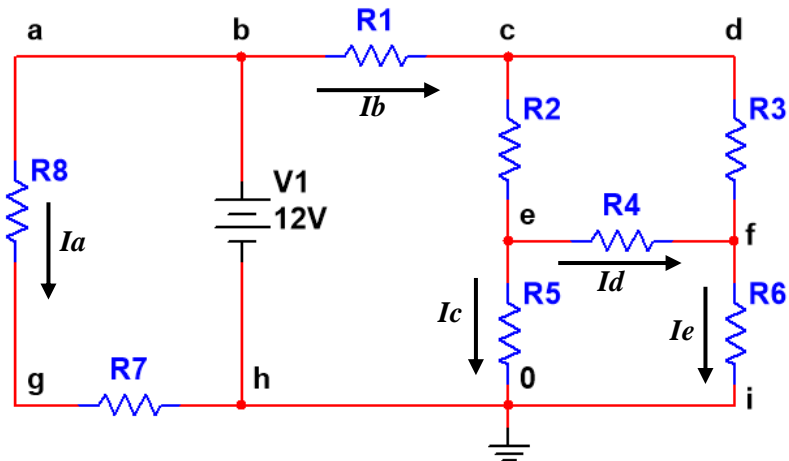 a b R1 c d
Ib
R2 R3
R8 V1
12V
e R4 f
Ia
Id
R5 R6
Ic Ie
g R7 h 0 i